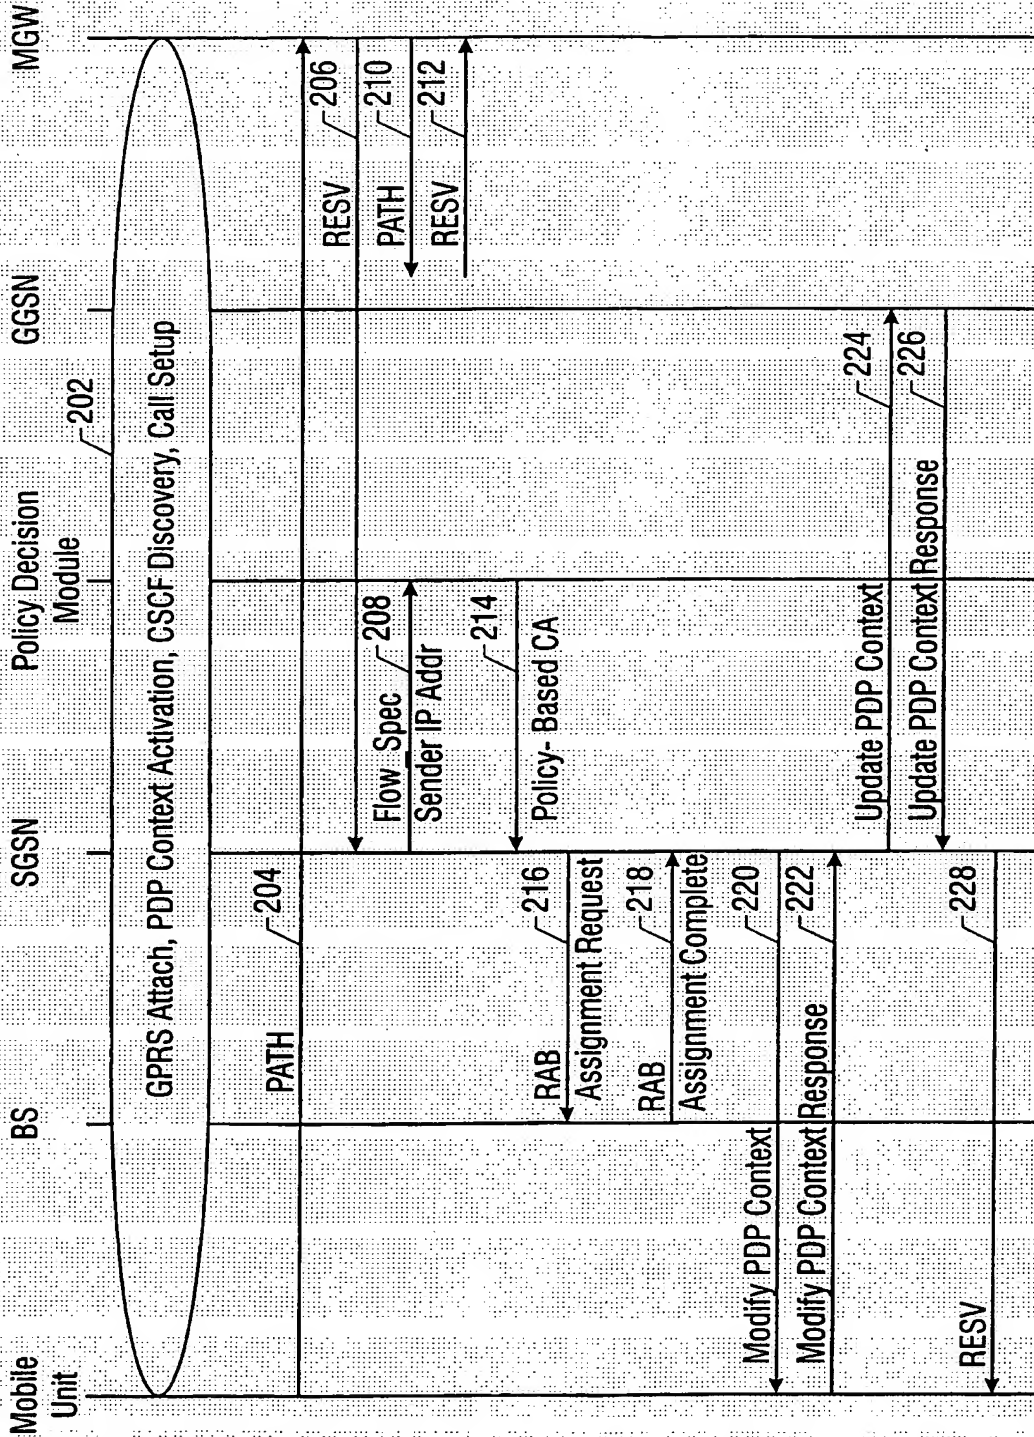 Mobile
Unit
BS
SGSN
Policy Decision
Module
GGSN
MGW
202
GPRS Attach, PDP Context Activation, CSCF Discovery, Call Setup
PATH
204
RESV
206
Flow_Spec
Sender IP Addr
208
PATH
210
RESV
212
214
Policy- Based CA
216
RAB
Assignment Request
218
RAB
Assignment Complete
Modify PDP Context
220
Modify PDP Context Response
222
Update PDP Context
224
Update PDP Context Response
226
RESV
228